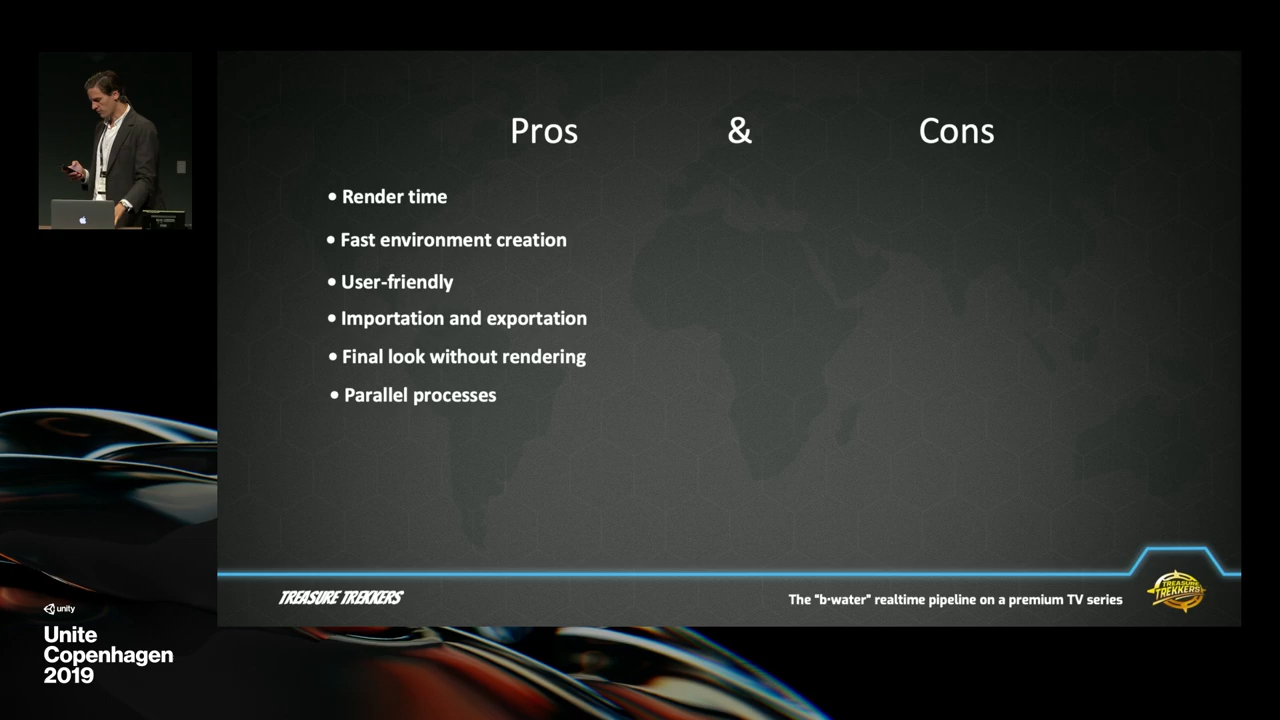 Pros & Cons
• Render time
• Fast environment creation
• User-friendly
• Importation and exportation
• Final look without rendering
• Parallel processes
TREASURE TREKKERS
The "b·water" realtime pipeline on a premium TV series
TREASURE
TREKKERS
unity
Unite
Copenhagen
2019